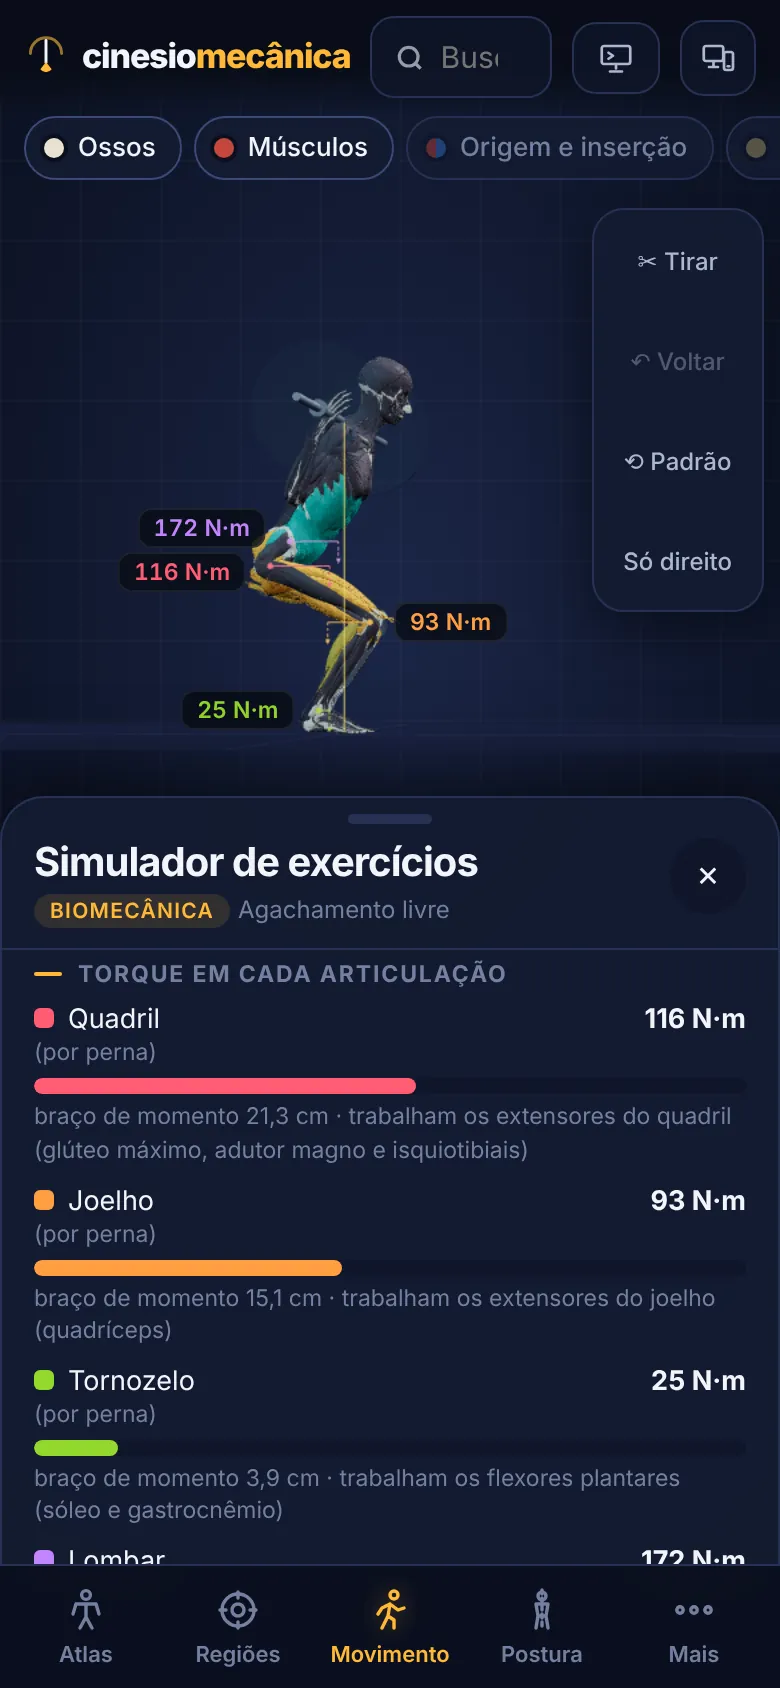 cinesiomecânica
Ossos
Músculos
Origem e inserção
✂ Tirar
↶ Voltar
⟲ Padrão
Só direito
172 N·m
116 N·m
93 N·m
25 N·m
Simulador de exercícios
BIOMECÂNICA Agachamento livre
TORQUE EM CADA ARTICULAÇÃO
Quadril 116 N·m
(por perna)
braço de momento 21,3 cm · trabalham os extensores do quadril
(glúteo máximo, adutor magno e isquiotibiais)
Joelho 93 N·m
(por perna)
braço de momento 15,1 cm · trabalham os extensores do joelho
(quadríceps)
Tornozelo 25 N·m
(por perna)
braço de momento 3,9 cm · trabalham os flexores plantares
(sóleo e gastrocnêmio)
Lombar 172 N·m
Atlas
Regiões
Movimento
Postura
Mais